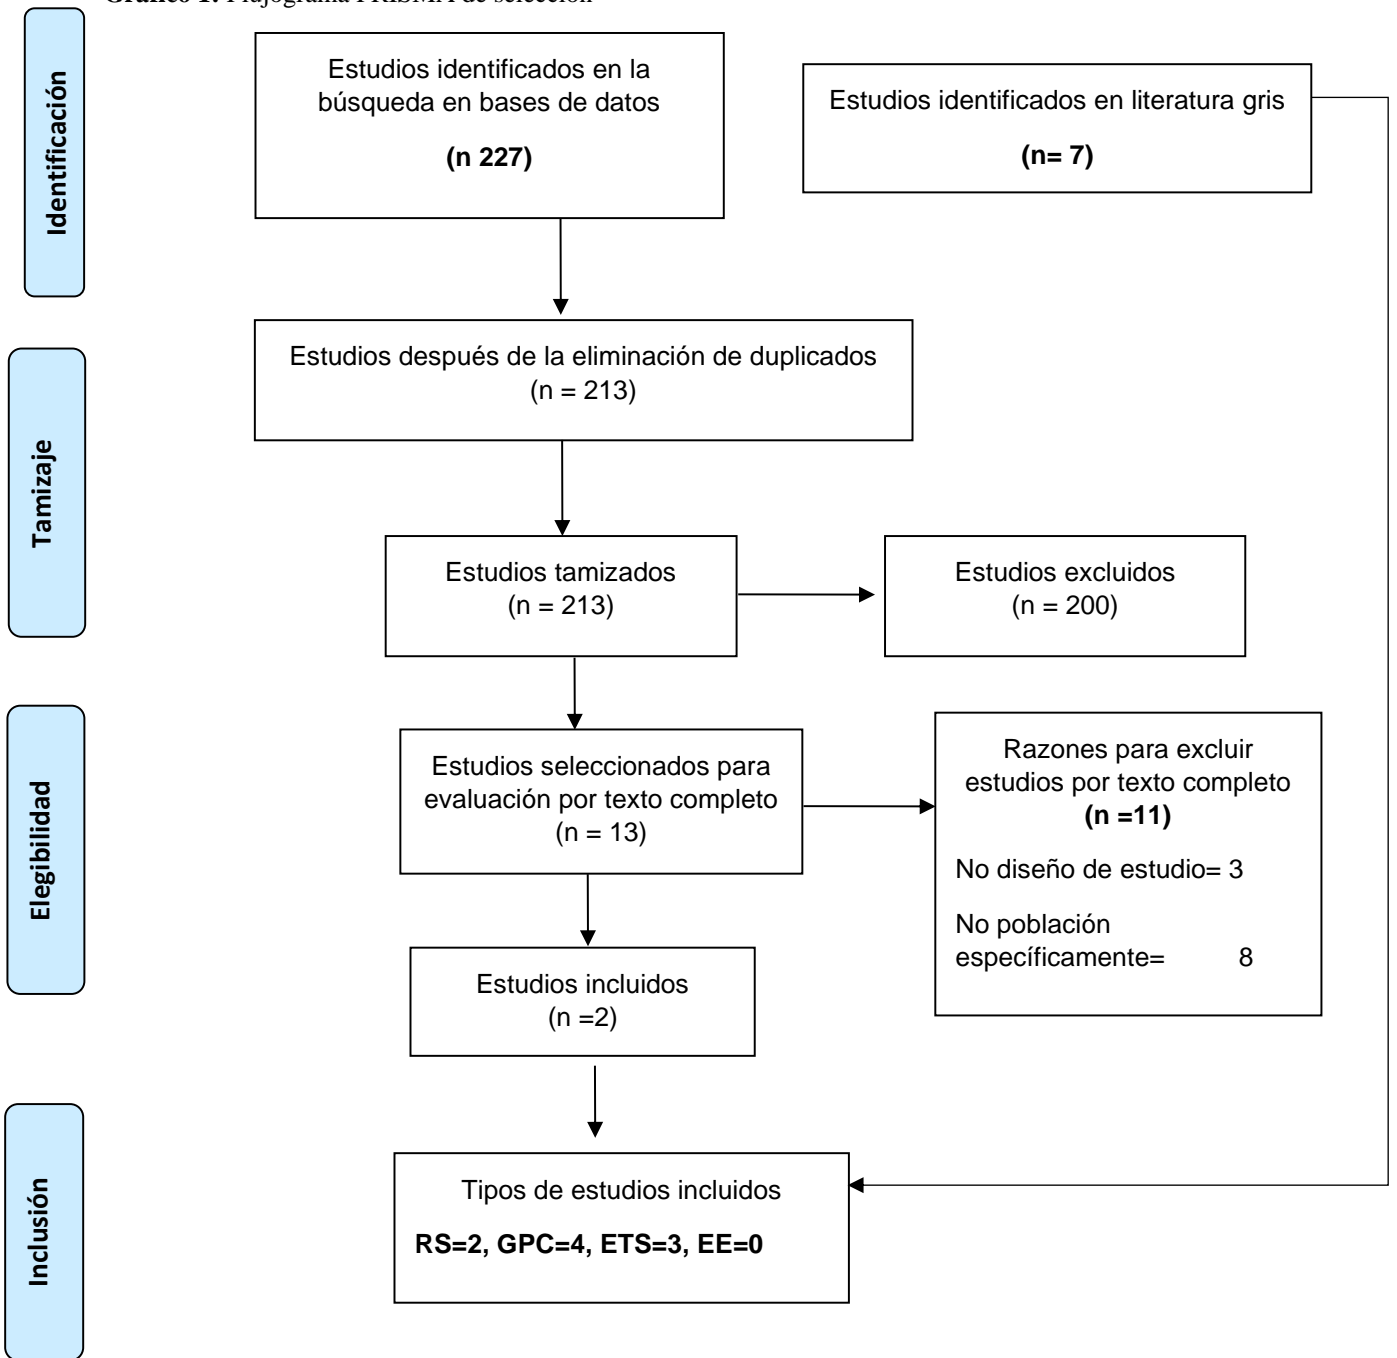 Gráfico 1. Flujograma PRISMA de selección
Identificación
Estudios identificados en la
búsqueda en bases de datos
(n 227)
Estudios identificados en literatura gris
(n= 7)
Tamizaje
Estudios después de la eliminación de duplicados
(n = 213)
Estudios tamizados
(n = 213)
Estudios excluidos
(n = 200)
Elegibilidad
Estudios seleccionados para
evaluación por texto completo
(n = 13)
Razones para excluir
estudios por texto completo
(n =11)
No diseño de estudio= 3
No población
específicamente= 8
Estudios incluidos
(n =2)
Inclusión
Tipos de estudios incluidos
RS=2, GPC=4, ETS=3, EE=0